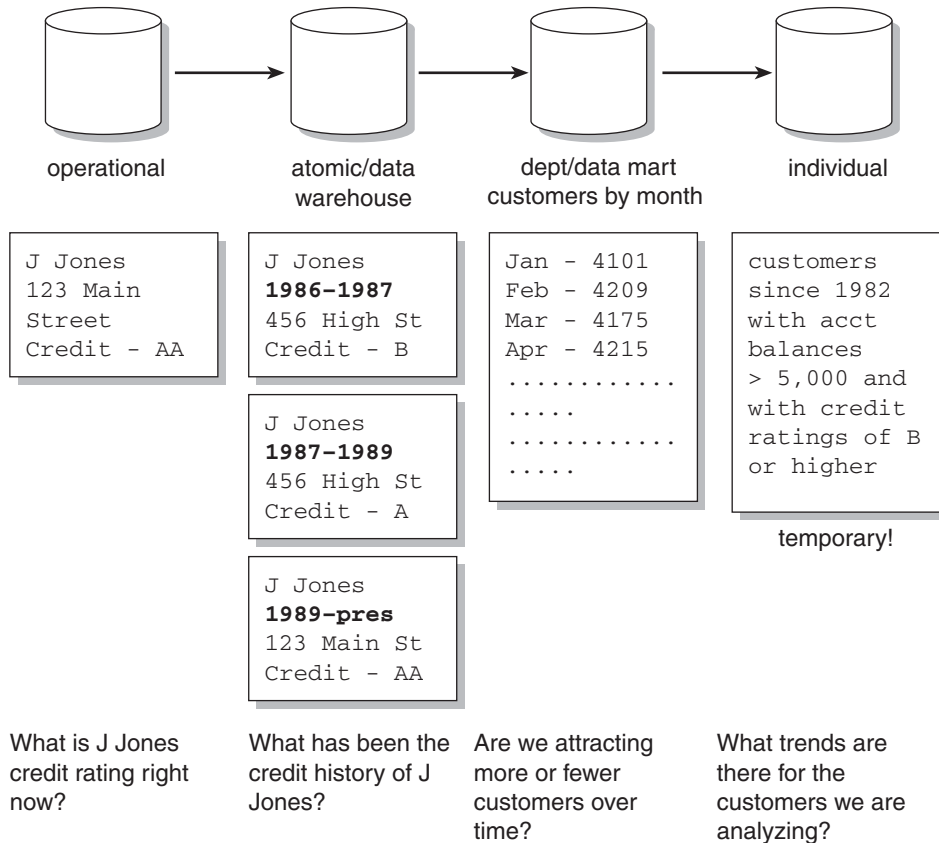 operational
atomic/data
warehouse
dept/data mart
customers by month
individual
J Jones
123 Main
Street
Credit - AA
J Jones
1986–1987
456 High St
Credit - B
J Jones
1987–1989
456 High St
Credit - A
J Jones
1989–pres
123 Main St
Credit - AA
Jan - 4101
Feb - 4209
Mar - 4175
Apr - 4215
............
.....
............
.....
customers
since 1982
with acct
balances
> 5,000 and
with credit
ratings of B
or higher
temporary!
What is J Jones
credit rating right
now?
What has been the
credit history of J
Jones?
Are we attracting
more or fewer
customers over
time?
What trends are
there for the
customers we are
analyzing?